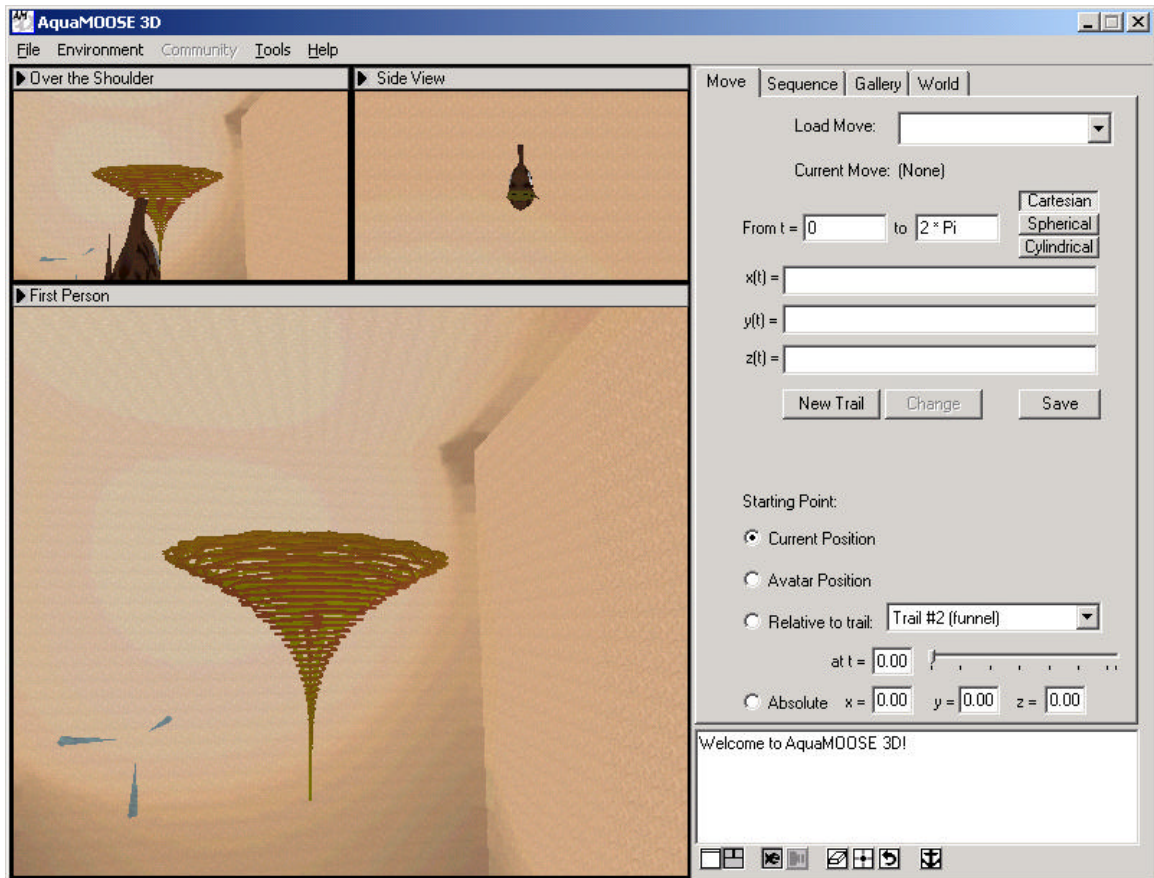 AquaMOOSE 3D
File Environment Community Tools Help
Over the Shoulder
Side View
First Person
Move Sequence Gallery World
Load Move:
Current Move: (None)
Cartesian
From t = 0 to 2 * Pi
Spherical
Cylindrical
x(t) =
y(t) =
z(t) =
New Trail Change Save
Starting Point:
Current Position
Avatar Position
Relative to trail: Trail #2 (funnel)
at t = 0.00
Absolute x = 0.00 y = 0.00 z = 0.00
Welcome to AquaMOOSE 3D!